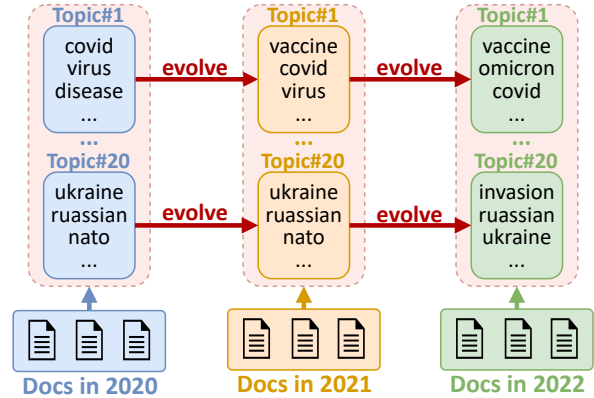 Topic#1
covid
virus
disease
...
...
Topic#20
ukraine
ruassian
nato
...
Docs in 2020
evolve
evolve
Topic#1
vaccine
covid
virus
...
...
Topic#20
ukraine
ruassian
nato
...
Docs in 2021
evolve
evolve
Topic#1
vaccine
omicron
covid
...
...
Topic#20
invasion
ruassian
ukraine
...
Docs in 2022